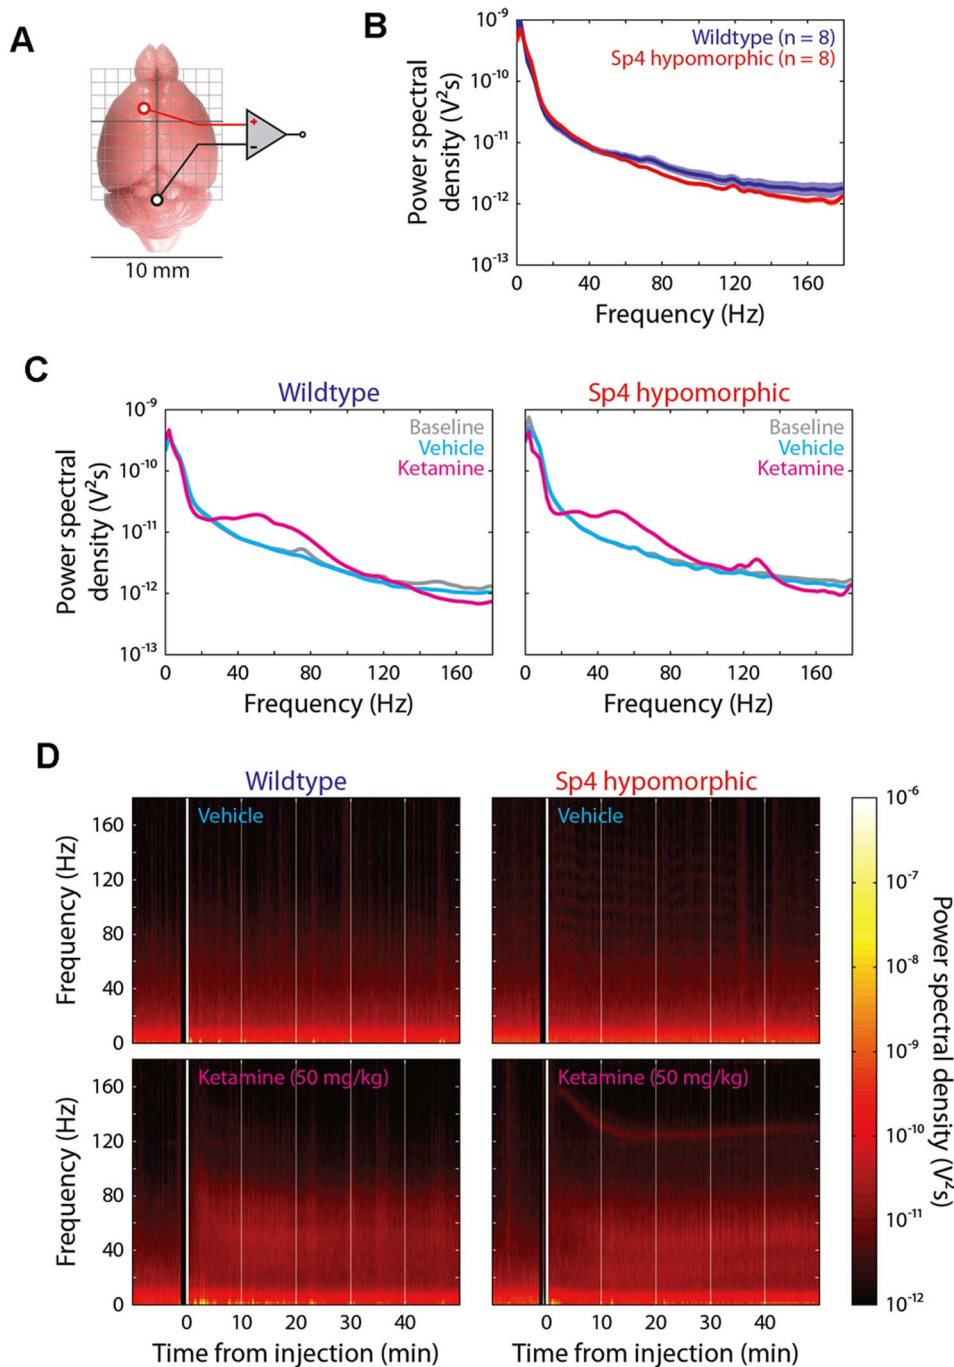 A
+
-
10 mm
B
Wildtype (n = 8)
Sp4 hypomorphic (n = 8)
10-9
10-10
10-11
10-12
10-13
Power spectral
density (V²s)
0 40 80 120 160
Frequency (Hz)
C
Wildtype
Baseline
Vehicle
Ketamine
10-9
10-10
10-11
10-12
10-13
Power spectral
density (V²s)
0 40 80 120 160
Frequency (Hz)
Sp4 hypomorphic
Baseline
Vehicle
Ketamine
0 40 80 120 160
Frequency (Hz)
D
Wildtype
Vehicle
160
120
80
40
0
Frequency (Hz)
Sp4 hypomorphic
Vehicle
Ketamine (50 mg/kg)
160
120
80
40
0
Frequency (Hz)
0 10 20 30 40
Time from injection (min)
Ketamine (50 mg/kg)
0 10 20 30 40
Time from injection (min)
10-6
10-7
10-8
10-9
10-10
10-11
10-12
Power spectral density (V²s)